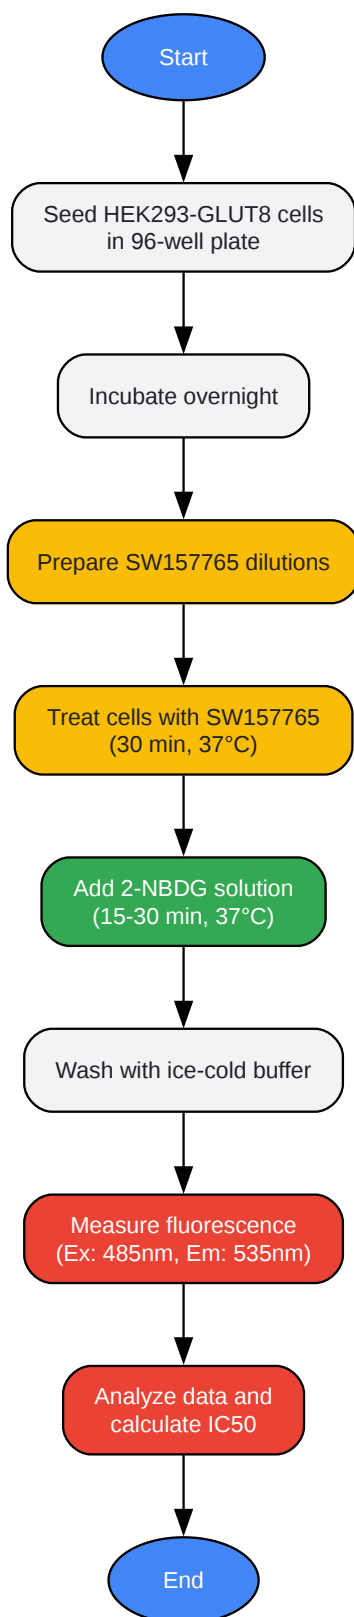 Start
Seed HEK293-GLUT8 cells
in 96-well plate
Incubate overnight
Prepare SW157765 dilutions
Treat cells with SW157765
(30 min, 37°C)
Add 2-NBDG solution
(15-30 min, 37°C)
Wash with ice-cold buffer
Measure fluorescence
(Ex: 485nm, Em: 535nm)
Analyze data and
calculate IC50
End